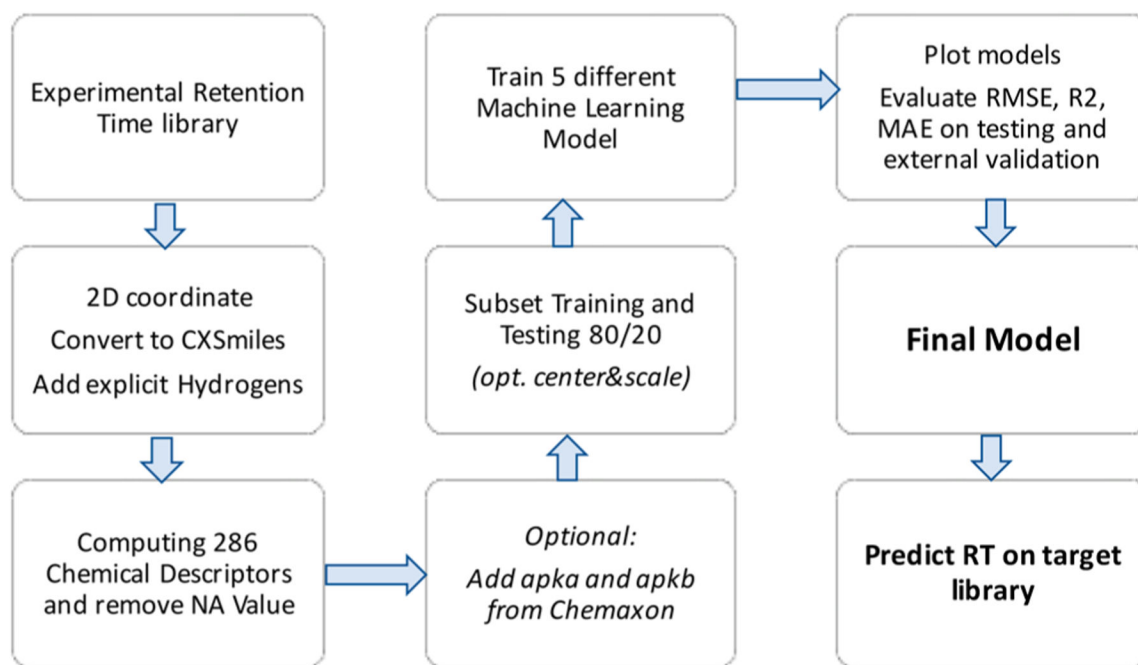 Experimental Retention
Time library
2D coordinate
Convert to CXSmiles
Add explicit Hydrogens
Computing 286
Chemical Descriptors
and remove NA Value
Optional:
Add apka and apkb
from Chemaxon
Subset Training and
Testing 80/20
(opt. center&scale)
Train 5 different
Machine Learning
Model
Plot models
Evaluate RMSE, R2,
MAE on testing and
external validation
Final Model
Predict RT on target
library